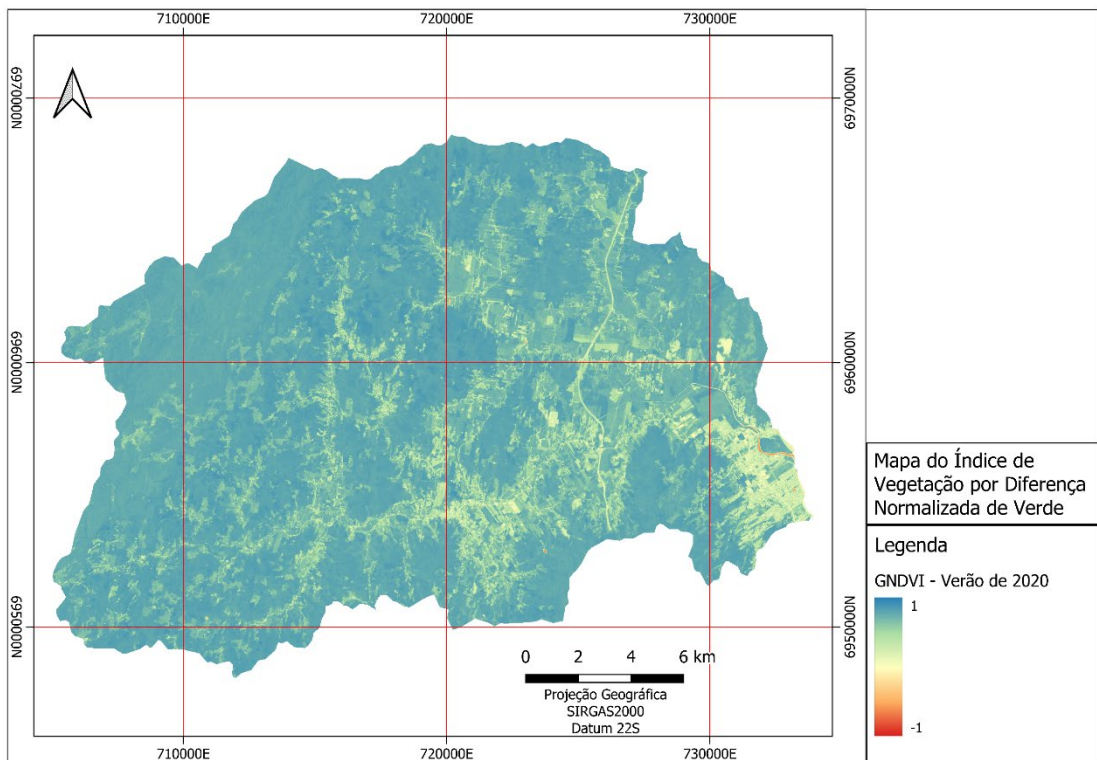 710000E
720000E
730000E
6970000N
6970000N
6960000N
6960000N
6950000N
6950000N
0 2 4 6 km
Projeção Geográfica
SIRGAS2000
Datum 22S
710000E
720000E
730000E
Mapa do Índice de
Vegetação por Diferença
Normalizada de Verde
Legenda
GNDVI - Verão de 2020
1
-1